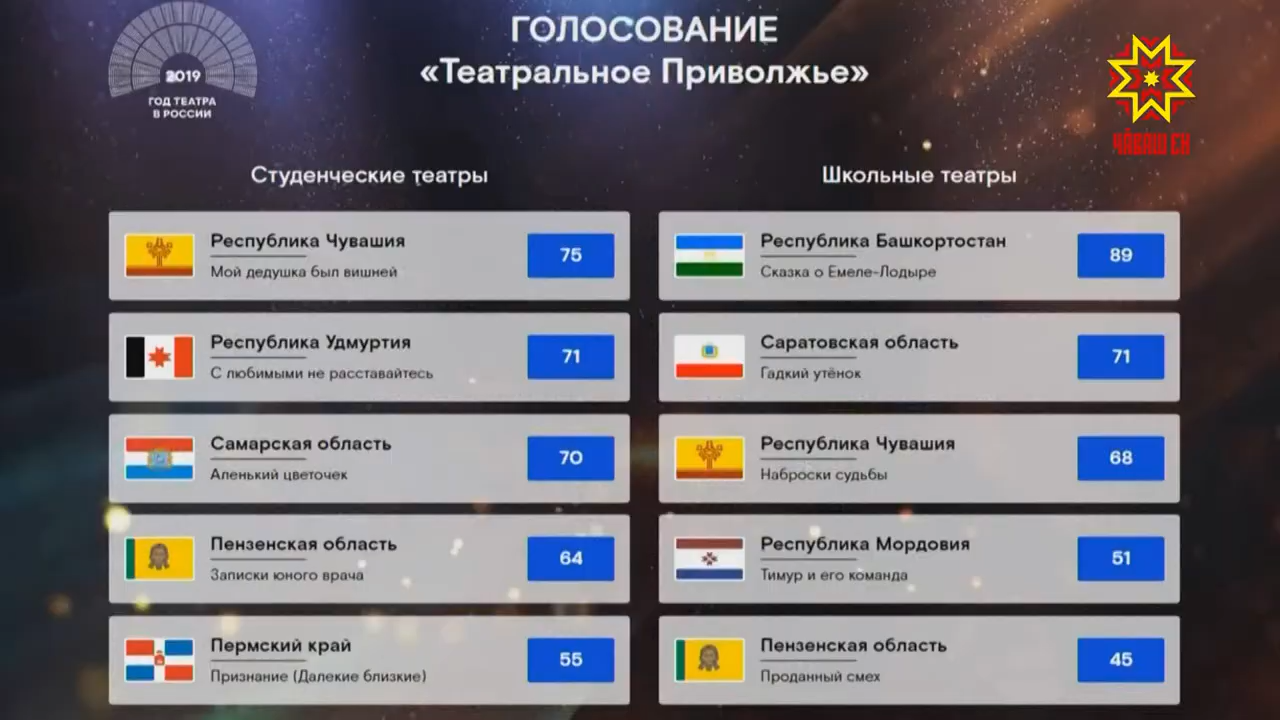 ГОЛОСОВАНИЕ
«Театральное Приволжье»
2019
ГОД ТЕАТРА
В РОССИИ
ЧӐВАШ ЕН
Студенческие театры
Республика Чувашия
Мой дедушка был вишней
75
Республика Удмуртия
С любимыми не расставайтесь
71
Самарская область
Аленький цветочек
70
Пензенская область
Записки юного врача
64
Пермский край
Признание (Далекие близкие)
55
Школьные театры
Республика Башкортостан
Сказка о Емеле-Лодыре
89
Саратовская область
Гадкий утёнок
71
Республика Чувашия
Наброски судьбы
68
Республика Мордовия
Тимур и его команда
51
Пензенская область
Проданный смех
45